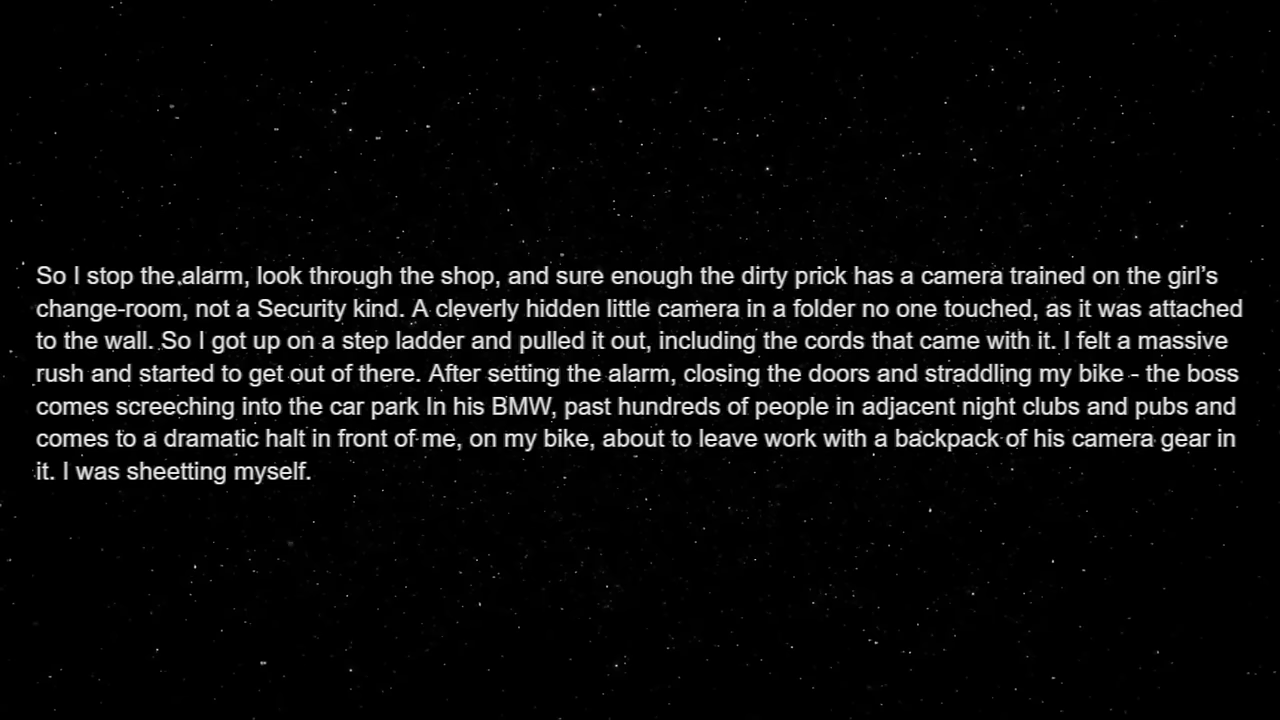 So I stop the alarm, look through the shop, and sure enough the dirty prick has a camera trained on the girl’s
change-room, not a Security kind. A cleverly hidden little camera in a folder no one touched, as it was attached
to the wall. So I got up on a step ladder and pulled it out, including the cords that came with it. I felt a massive
rush and started to get out of there. After setting the alarm, closing the doors and straddling my bike - the boss
comes screeching into the car park In his BMW, past hundreds of people in adjacent night clubs and pubs and
comes to a dramatic halt in front of me, on my bike, about to leave work with a backpack of his camera gear in
it. I was sheetting myself.